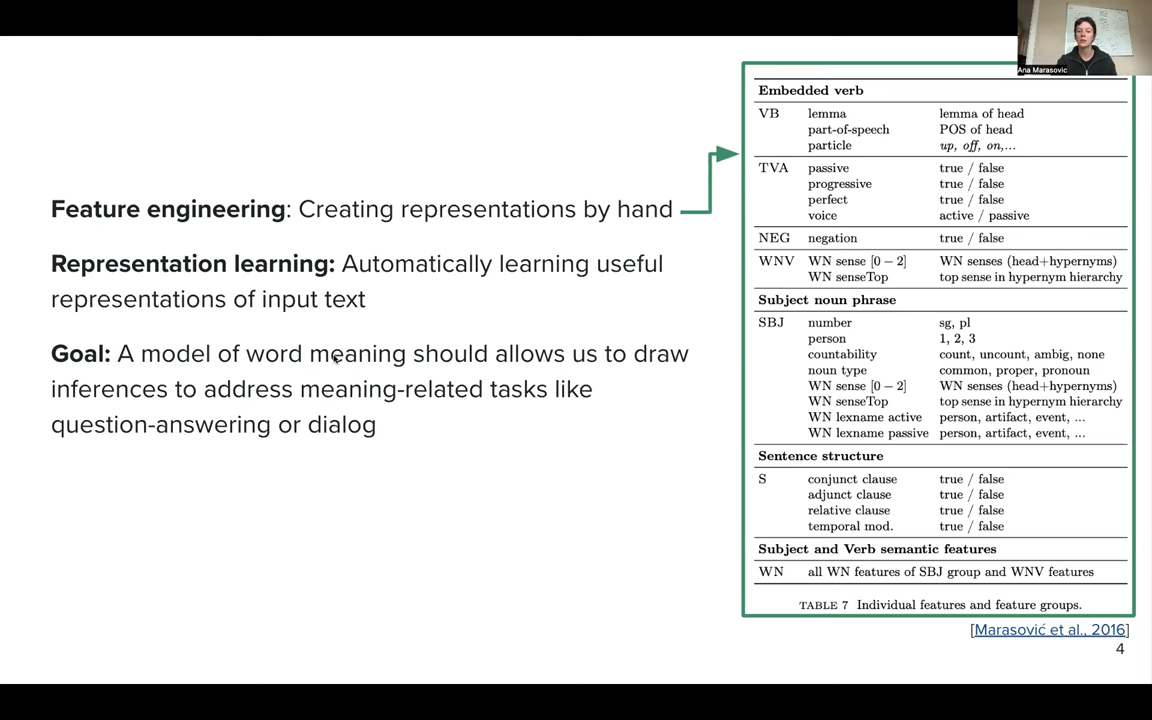 Ana Marasovic
Feature engineering: Creating representations by hand
Representation learning: Automatically learning useful
representations of input text
Goal: A model of word meaning should allows us to draw
inferences to address meaning-related tasks like
question-answering or dialog
Embedded verb
VB lemma lemma of head
part-of-speech POS of head
particle up, off, on,...
TVA passive true / false
progressive true / false
perfect true / false
voice active / passive
NEG negation true / false
WNV WN sense [0 − 2] WN senses (head+hypernyms)
WN senseTop top sense in hypernym hierarchy
Subject noun phrase
SBJ number sg, pl
person 1, 2, 3
countability count, uncount, ambig, none
noun type common, proper, pronoun
WN sense [0 − 2] WN senses (head+hypernyms)
WN senseTop top sense in hypernym hierarchy
WN lexname active person, artifact, event, ...
WN lexname passive person, artifact, event, ...
Sentence structure
S conjunct clause true / false
adjunct clause true / false
relative clause true / false
temporal mod. true / false
Subject and Verb semantic features
WN all WN features of SBJ group and WNV features
TABLE 7 Individual features and feature groups.
[Marasović et al., 2016]
4